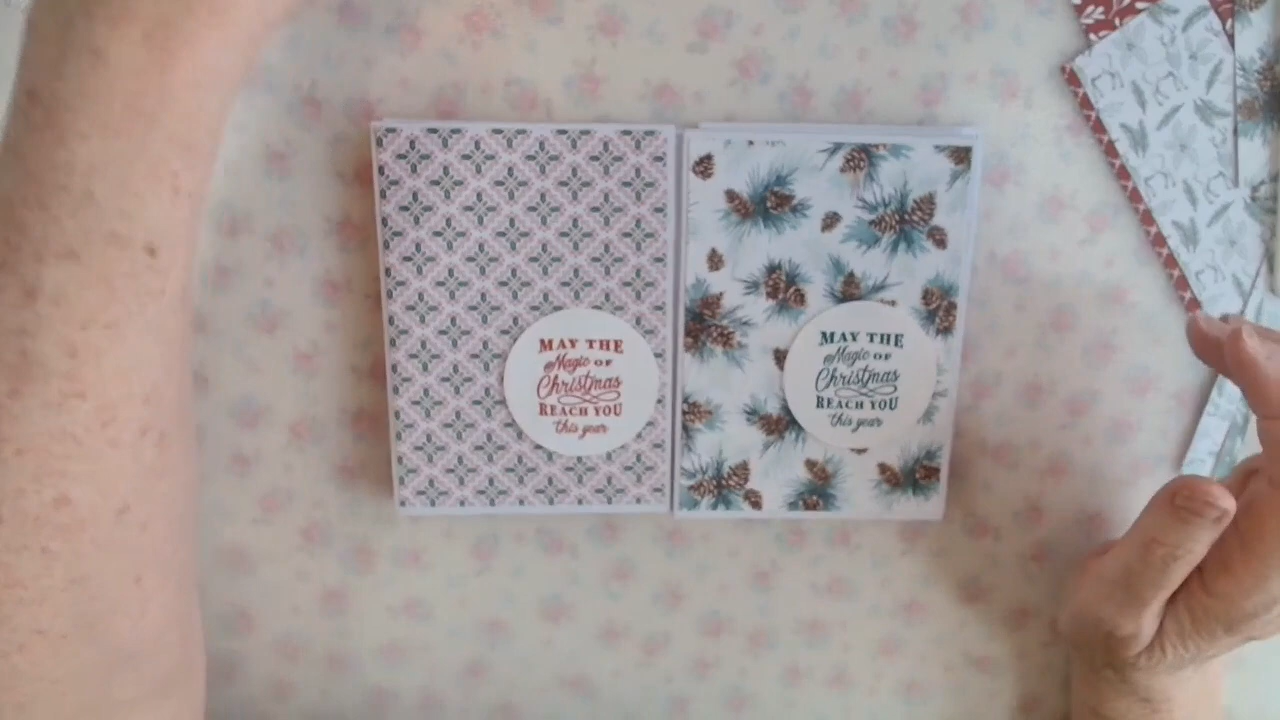 MAY THE
Magic OF
Christmas
REACH YOU
this year
MAY THE
Magic OF
Christmas
REACH YOU
this year